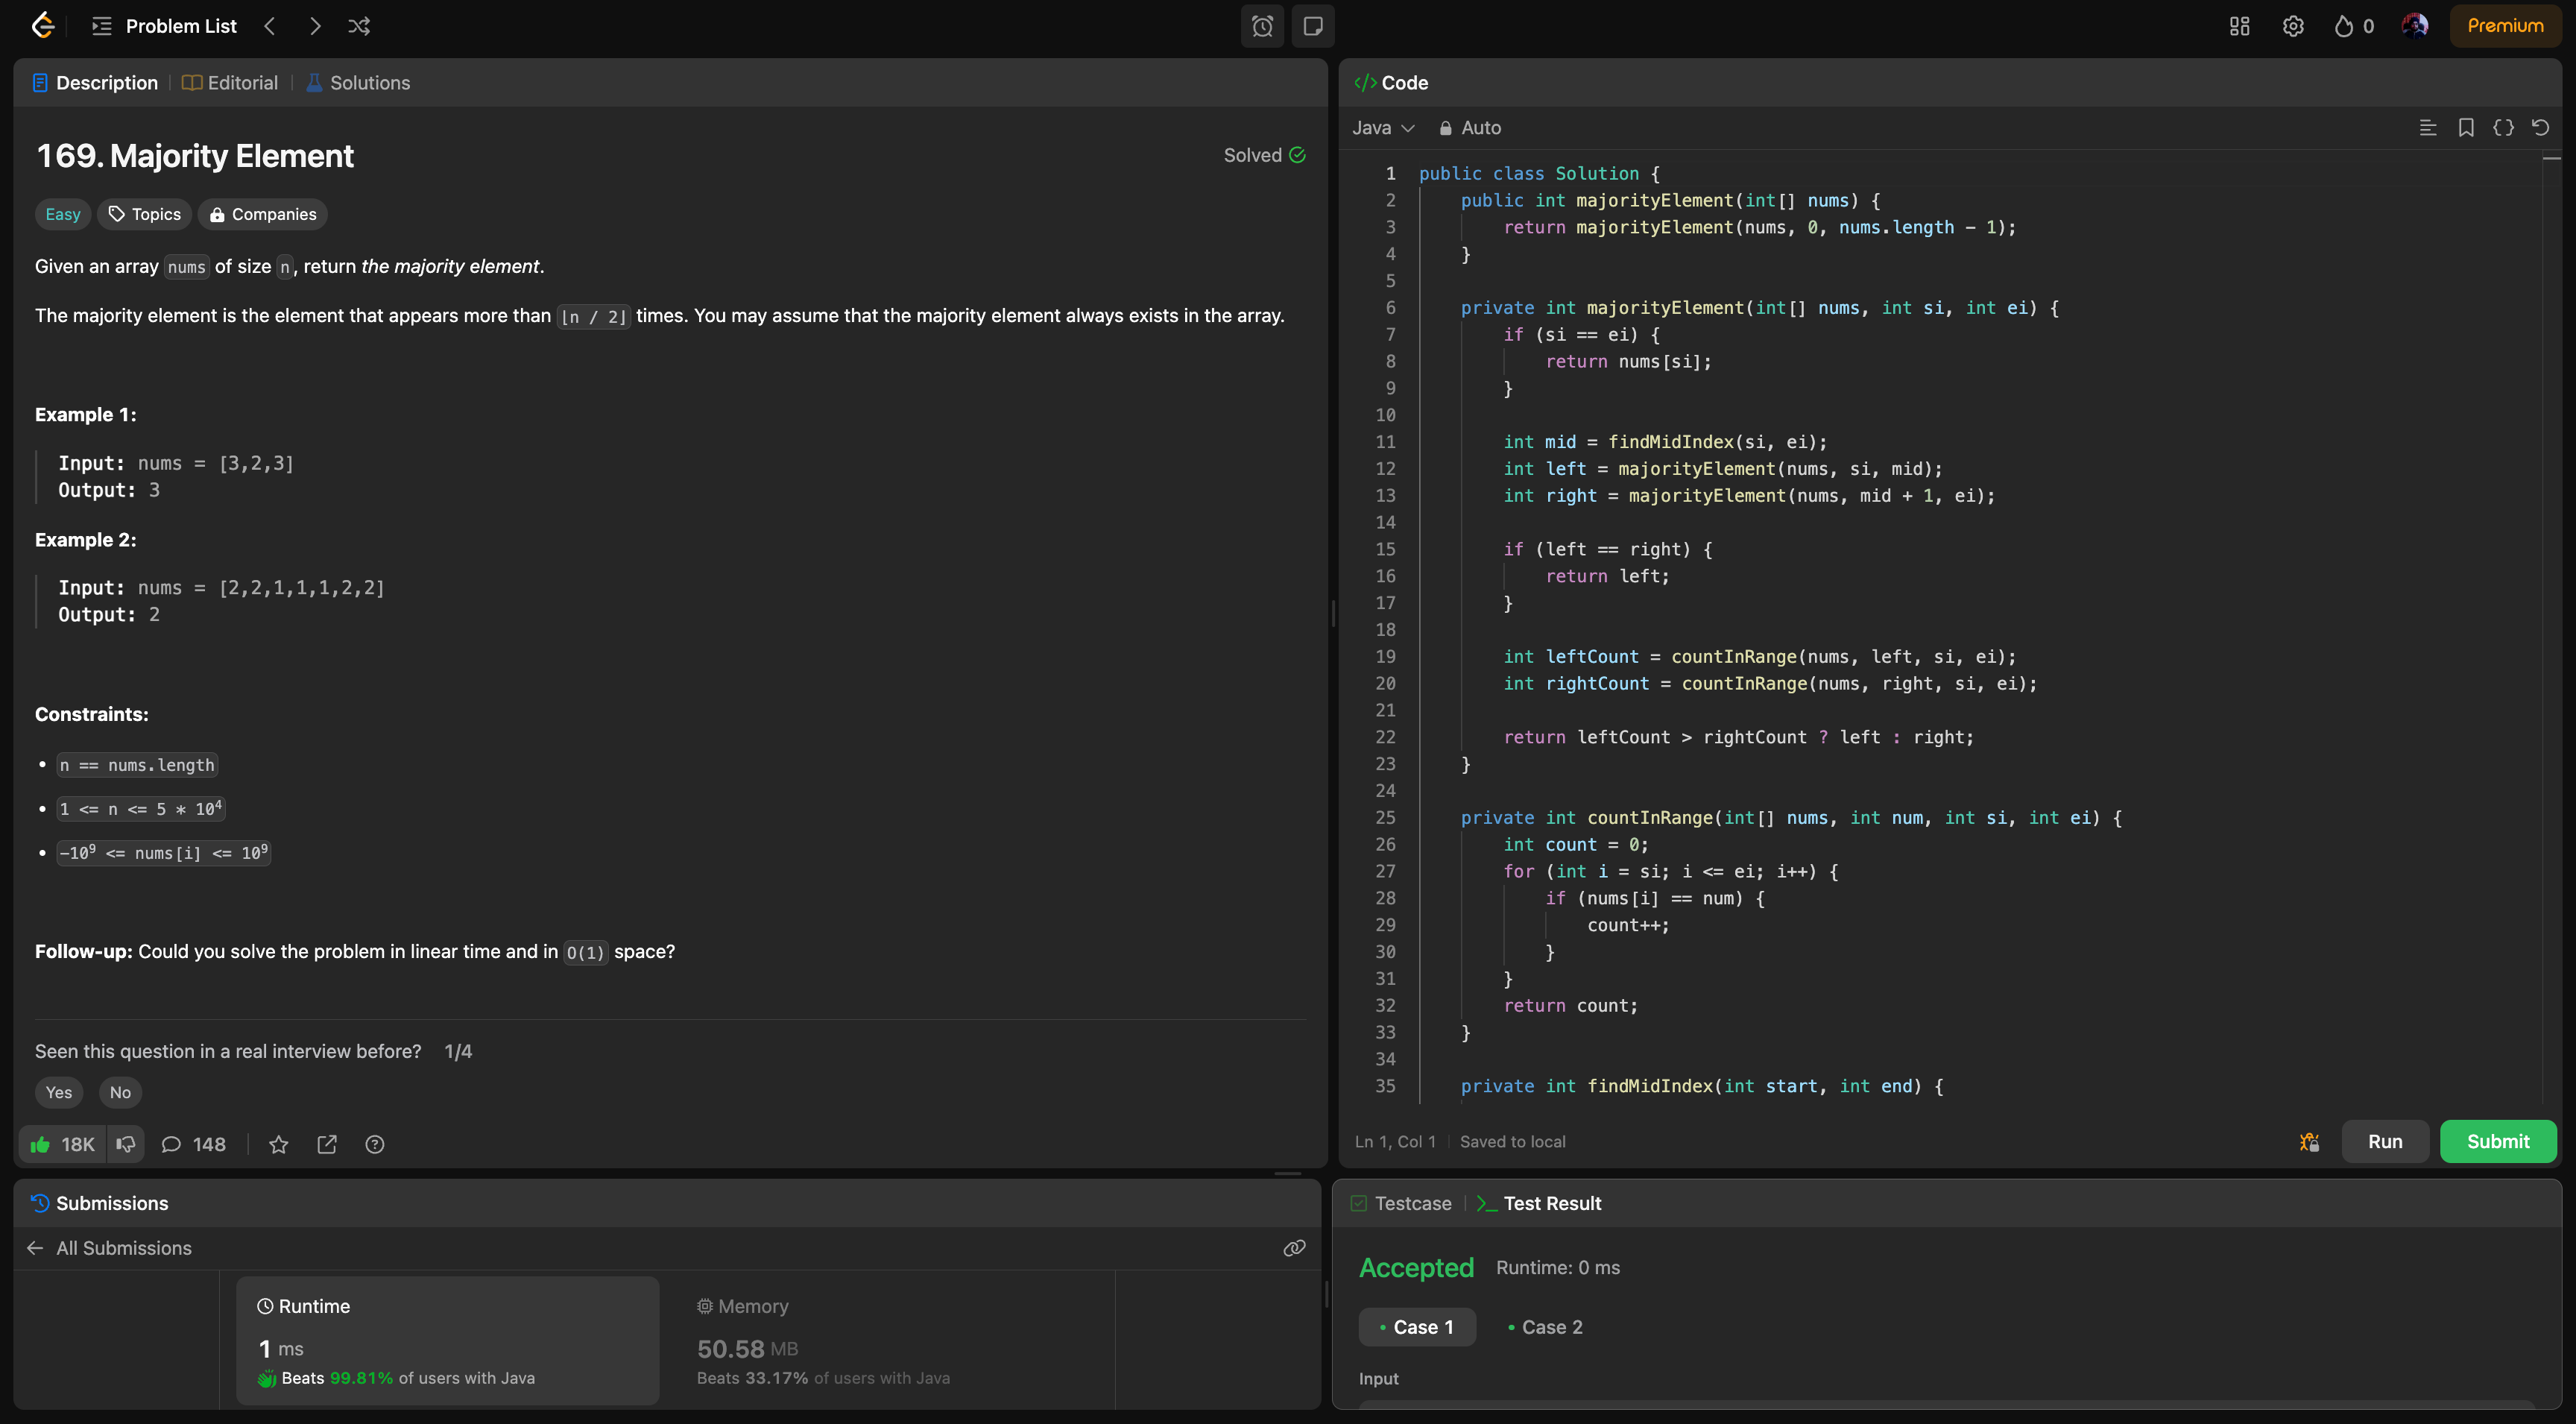 Problem List
0
Premium
Description | Editorial | Solutions
169. Majority Element
Solved
Easy Topics Companies
Given an array nums of size n, return the majority element.
The majority element is the element that appears more than ⌊n / 2⌋ times. You may assume that the majority element always exists in the array.
Example 1:
Input: nums = [3,2,3]
Output: 3
Example 2:
Input: nums = [2,2,1,1,1,2,2]
Output: 2
Constraints:
• n == nums.length
• 1 <= n <= 5 * 10⁴
• -10⁹ <= nums[i] <= 10⁹
Follow-up: Could you solve the problem in linear time and in O(1) space?
Seen this question in a real interview before? 1/4
Yes No
18K 148
</> Code
Java Auto
1 public class Solution {
2     public int majorityElement(int[] nums) {
3         return majorityElement(nums, 0, nums.length - 1);
4     }
5
6     private int majorityElement(int[] nums, int si, int ei) {
7         if (si == ei) {
8             return nums[si];
9         }
10
11         int mid = findMidIndex(si, ei);
12         int left = majorityElement(nums, si, mid);
13         int right = majorityElement(nums, mid + 1, ei);
14
15         if (left == right) {
16             return left;
17         }
18
19         int leftCount = countInRange(nums, left, si, ei);
20         int rightCount = countInRange(nums, right, si, ei);
21
22         return leftCount > rightCount ? left : right;
23     }
24
25     private int countInRange(int[] nums, int num, int si, int ei) {
26         int count = 0;
27         for (int i = si; i <= ei; i++) {
28             if (nums[i] == num) {
29                 count++;
30             }
31         }
32         return count;
33     }
34
35     private int findMidIndex(int start, int end) {
Ln 1, Col 1 | Saved to local
Run Submit
Submissions
All Submissions
Runtime
1 ms
Beats 99.81% of users with Java
Memory
50.58 MB
Beats 33.17% of users with Java
Testcase | >_ Test Result
Accepted Runtime: 0 ms
• Case 1 • Case 2
Input